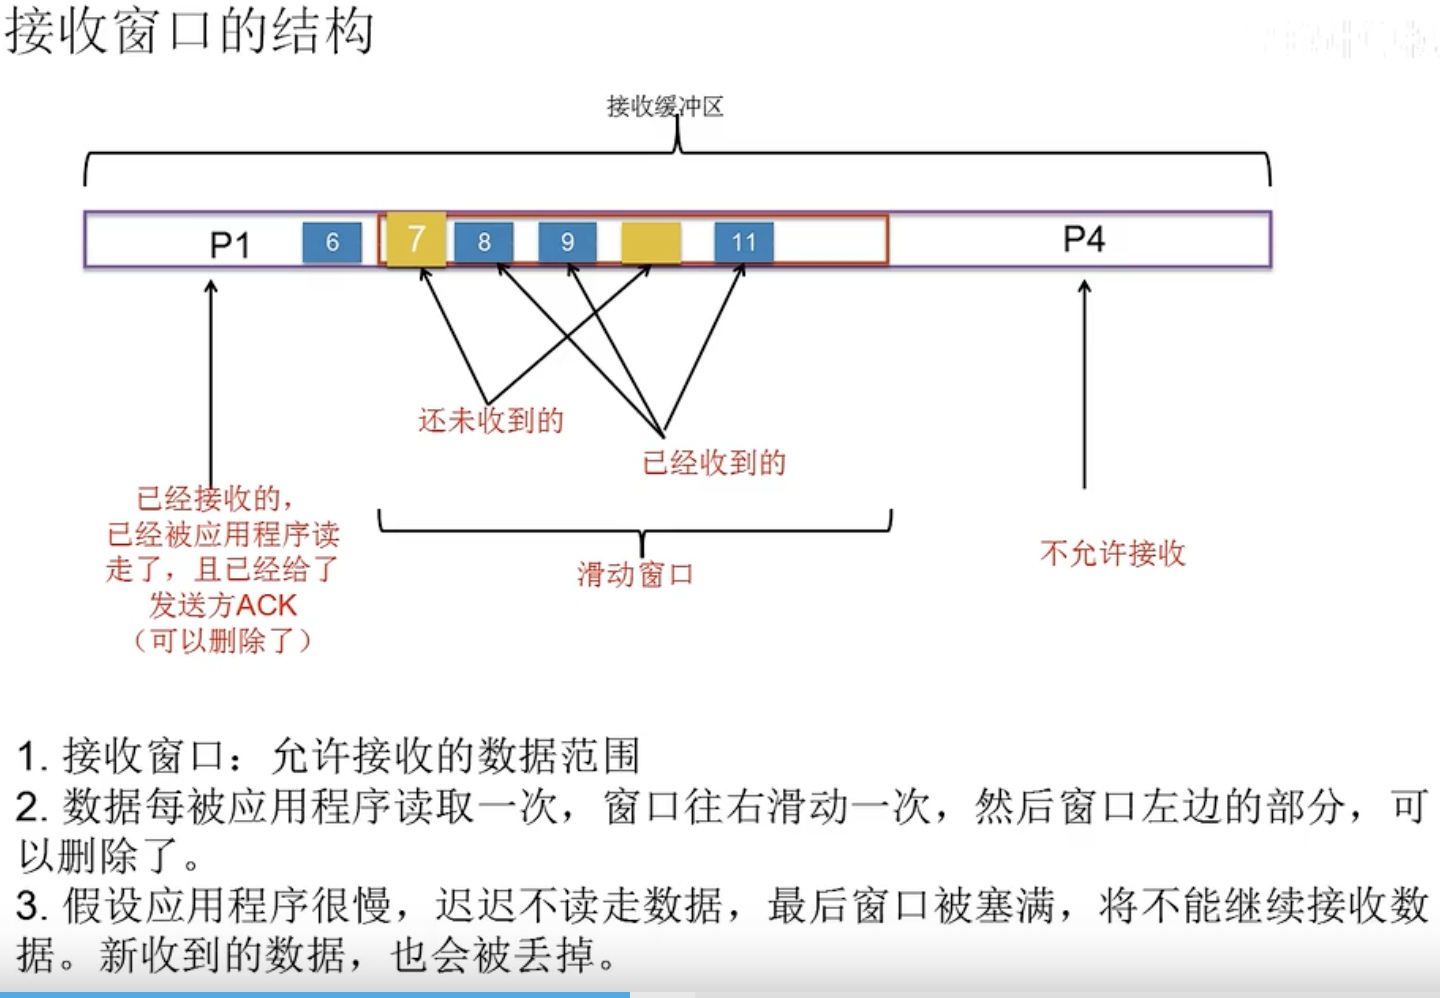 接收窗口的结构
接收缓冲区
P1
6
7
8
9
11
P4
还未收到的
已经收到的
已经接收的，
已经被应用程序读
走了，且已经给了
发送方ACK
（可以删除了）
滑动窗口
不允许接收
1. 接收窗口：允许接收的数据范围
2. 数据每被应用程序读取一次，窗口往右滑动一次，然后窗口左边的部分，可
以删除了。
3. 假设应用程序很慢，迟迟不读走数据，最后窗口被塞满，将不能继续接收数
据。新收到的数据，也会被丢掉。